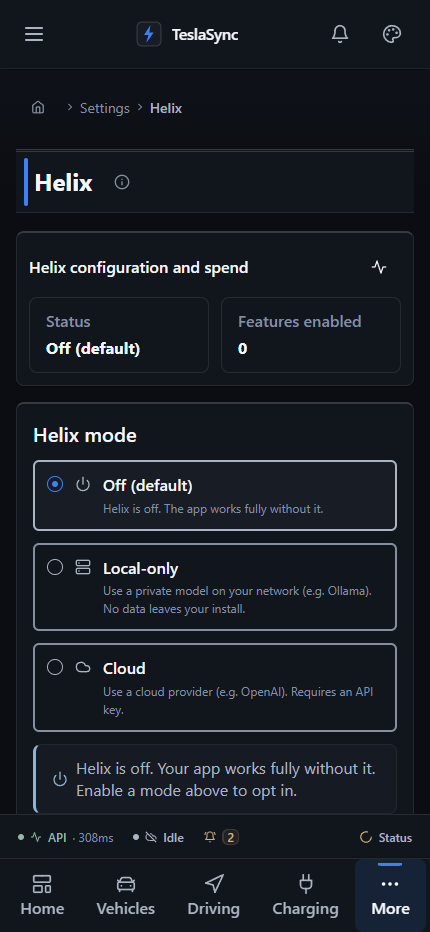 TeslaSync
Settings
Helix
Helix
Helix configuration and spend
Status
Off (default)
Features enabled
0
Helix mode
Off (default)
Helix is off. The app works fully without it.
Local-only
Use a private model on your network (e.g. Ollama).
No data leaves your install.
Cloud
Use a cloud provider (e.g. OpenAI). Requires an API
key.
Helix is off. Your app works fully without it.
Enable a mode above to opt in.
API · 308ms
Idle
2
Status
Home
Vehicles
Driving
Charging
More